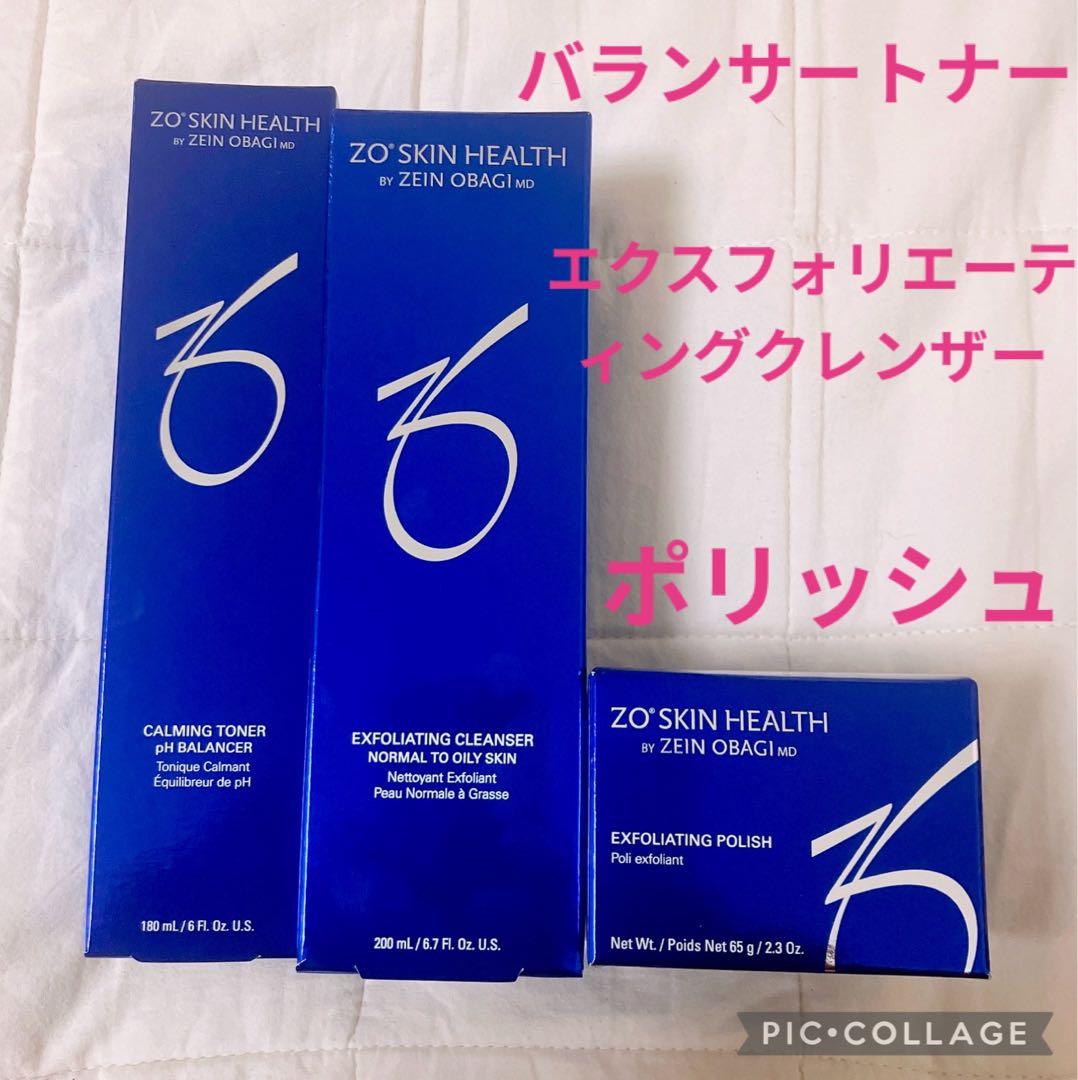 バランサートナー
エクスフォリエーテ
ィングクレンザー
ポリッシュ
ZO® SKIN HEALTH
BY ZEIN OBAGI MD
CALMING TONER
pH BALANCER
Tonique Calmant
Équilibreur de pH
180 mL / 6 Fl. Oz. U.S.
ZO® SKIN HEALTH
BY ZEIN OBAGI MD
EXFOLIATING CLEANSER
NORMAL TO OILY SKIN
Nettoyant Exfoliant
Peau Normale à Grasse
200 mL / 6.7 Fl. Oz. U.S.
ZO® SKIN HEALTH
BY ZEIN OBAGI MD
EXFOLIATING POLISH
Poli exfoliant
Net Wt. / Poids Net 65 g / 2.3 Oz.
PIC•COLLAGE